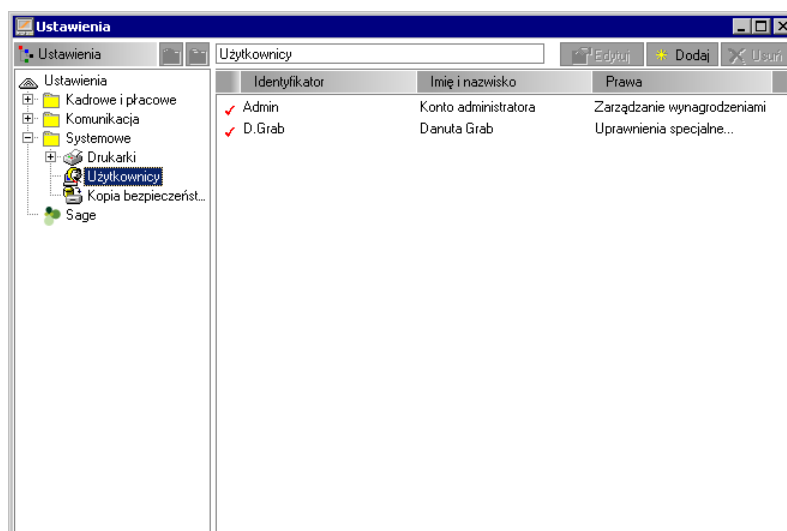 Ustawienia
Ustawienia Użytkownicy Edytuj Dodaj Usuń
Ustawienia
Kadrowe i płacowe
Komunikacja
Systemowe
Drukarki
Użytkownicy
Kopia bezpieczeńst...
Sage
Identyfikator Imię i nazwisko Prawa
Admin Konto administratora Zarządzanie wynagrodzeniami
D.Grab Danuta Grab Uprawnienia specjalne...